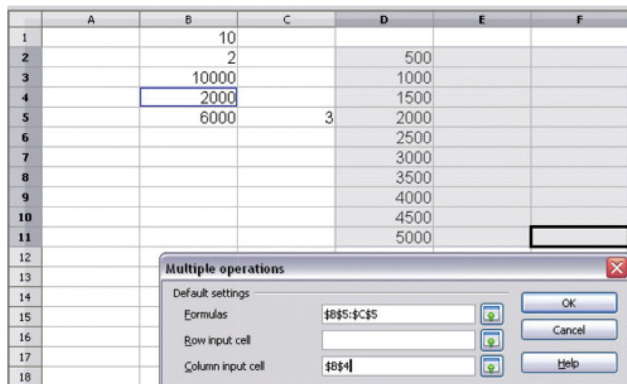 A B C D E F
1 10
2 2 500
3 10000 1000
4 2000 1500
5 6000 3 2000
6 2500
7 3000
8 3500
9 4000
10 4500
11 5000
12
13
14
15
16
17
18
Multiple operations
Default settings
Formulas $B$5:$C$5
Row input cell
Column input cell $B$4
OK
Cancel
Help